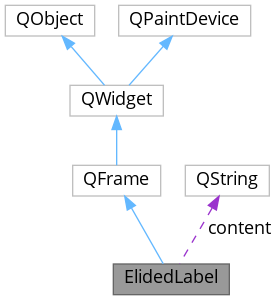 QObject
QPaintDevice
QWidget
QFrame
QString
content
ElidedLabel